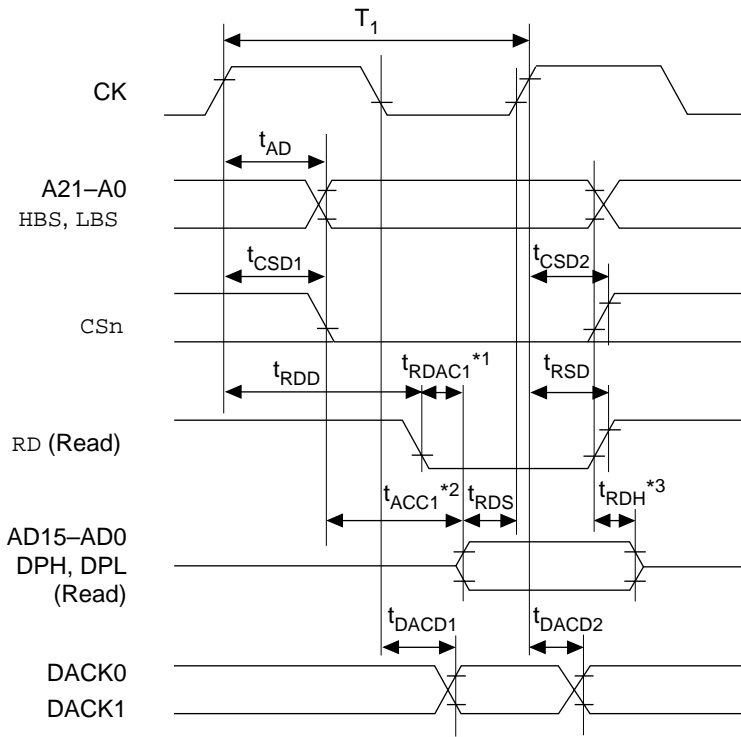 T1
CK
tAD
A21–A0
HBS, LBS
tCSD1 tCSD2
CSn
tRDD tRDAC1*1 tRSD
RD (Read)
tACC1*2 tRDS tRDH*3
AD15–AD0
DPH, DPL
(Read)
tDACD1 tDACD2
DACK0
DACK1